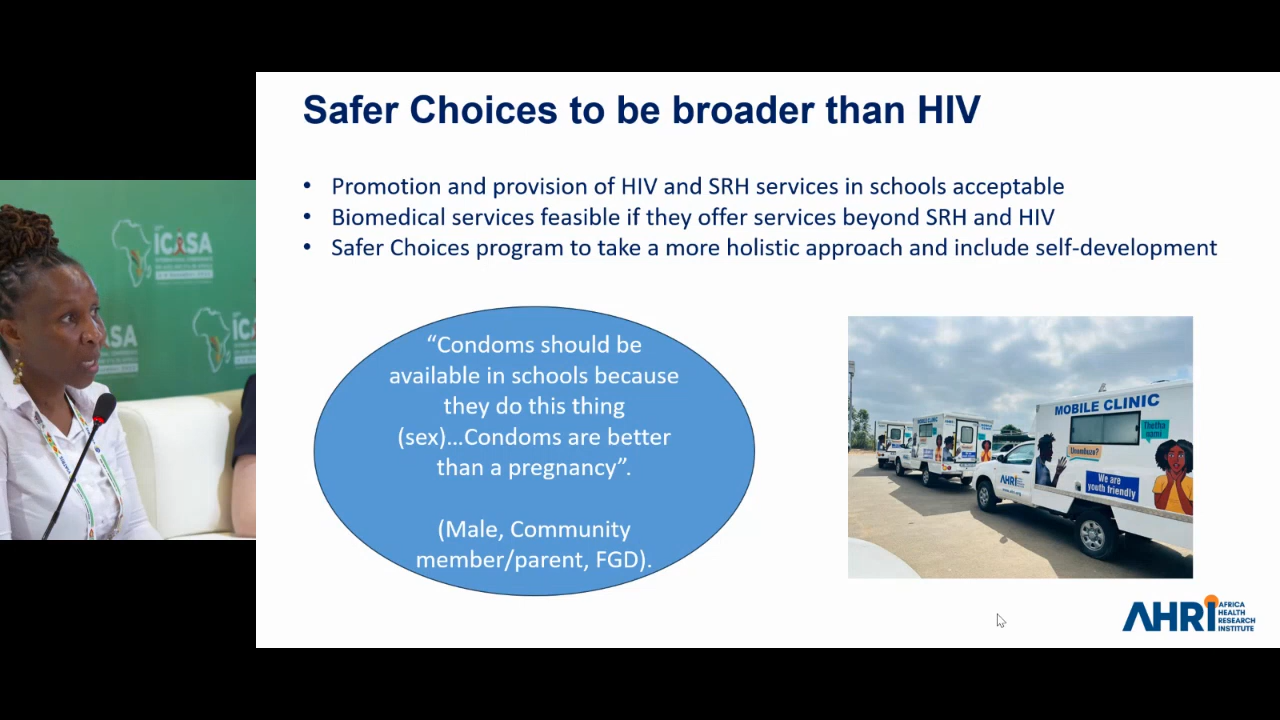 Safer Choices to be broader than HIV
• Promotion and provision of HIV and SRH services in schools acceptable
• Biomedical services feasible if they offer services beyond SRH and HIV
• Safer Choices program to take a more holistic approach and include self-development
“Condoms should be
available in schools because
they do this thing
(sex)…Condoms are better
than a pregnancy”.
(Male, Community
member/parent, FGD).
MOBILE CLINIC
We are
youth friendly
AHRI
AHRI
AFRICA
HEALTH
RESEARCH
INSTITUTE
ICASA